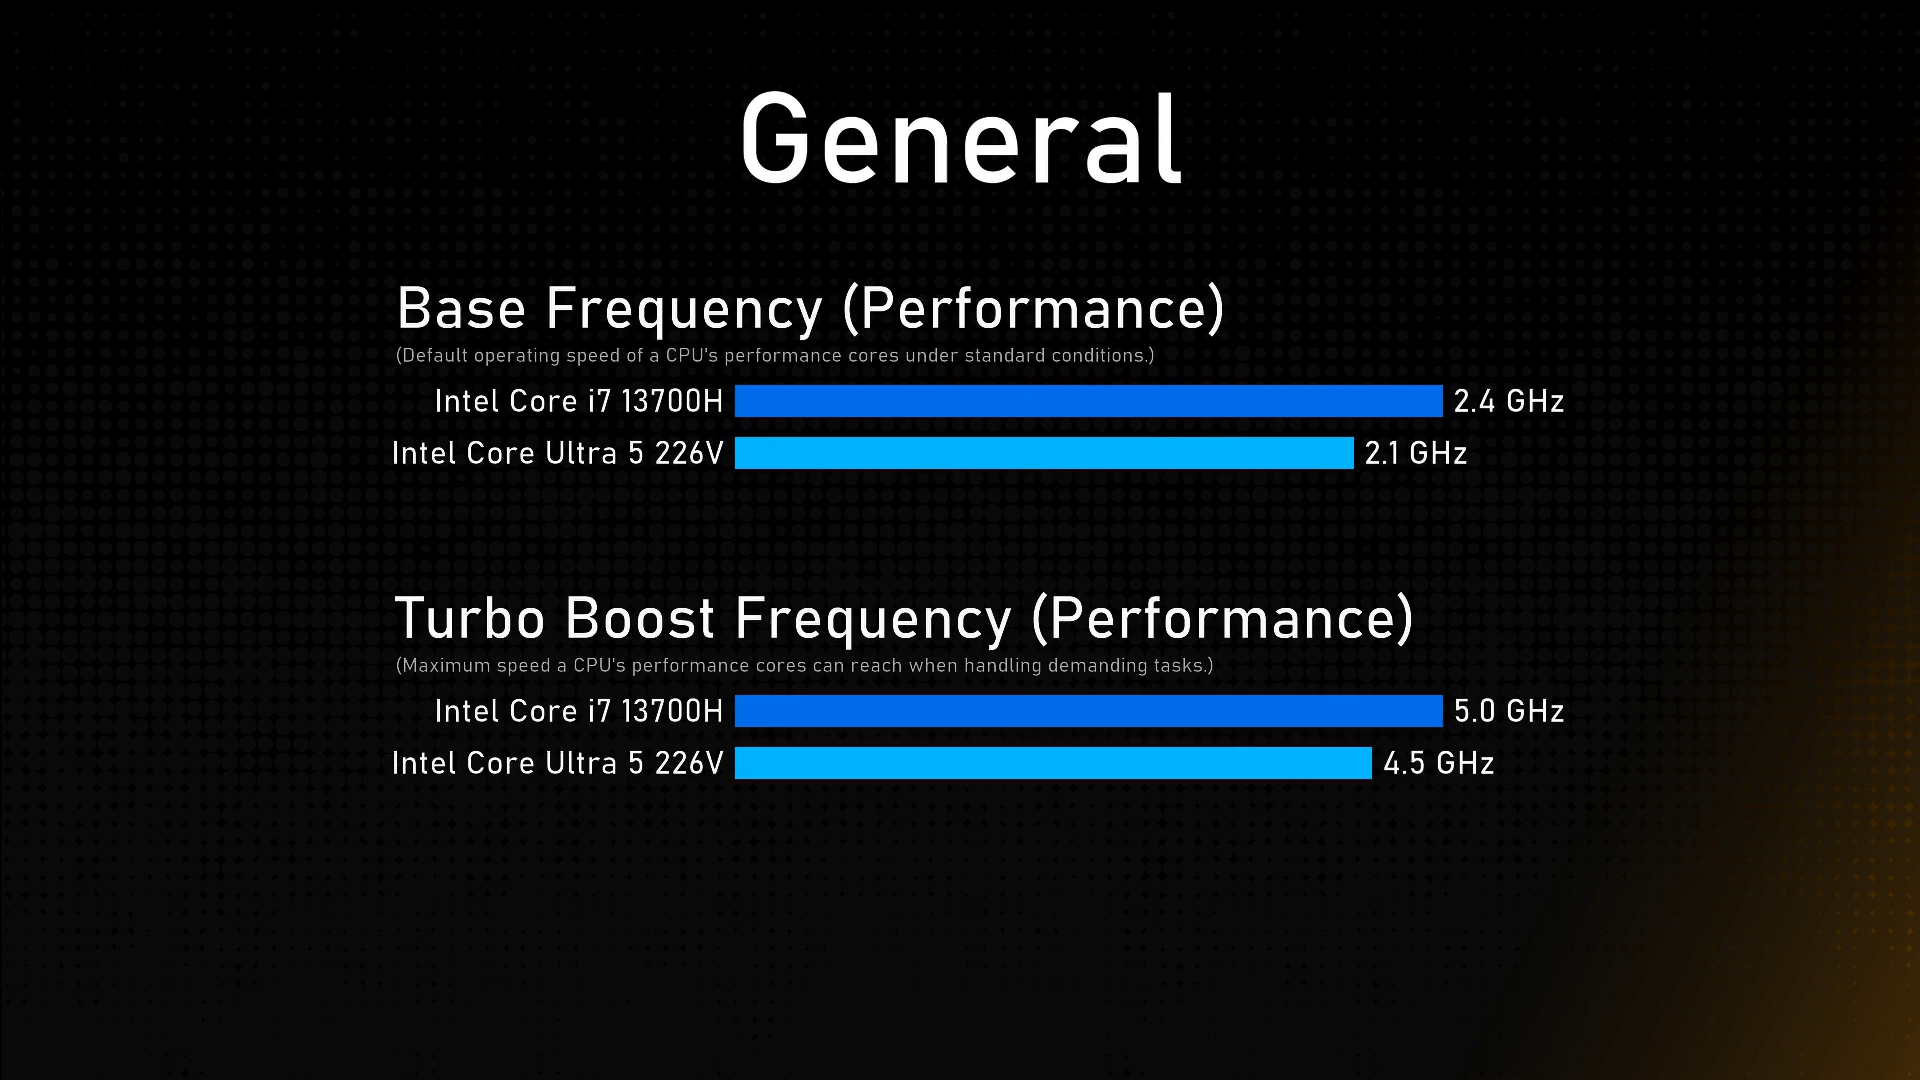 General
Base Frequency (Performance)
(Default operating speed of a CPU's performance cores under standard conditions.)
Intel Core i7 13700H 2.4 GHz
Intel Core Ultra 5 226V 2.1 GHz
Turbo Boost Frequency (Performance)
(Maximum speed a CPU's performance cores can reach when handling demanding tasks.)
Intel Core i7 13700H 5.0 GHz
Intel Core Ultra 5 226V 4.5 GHz